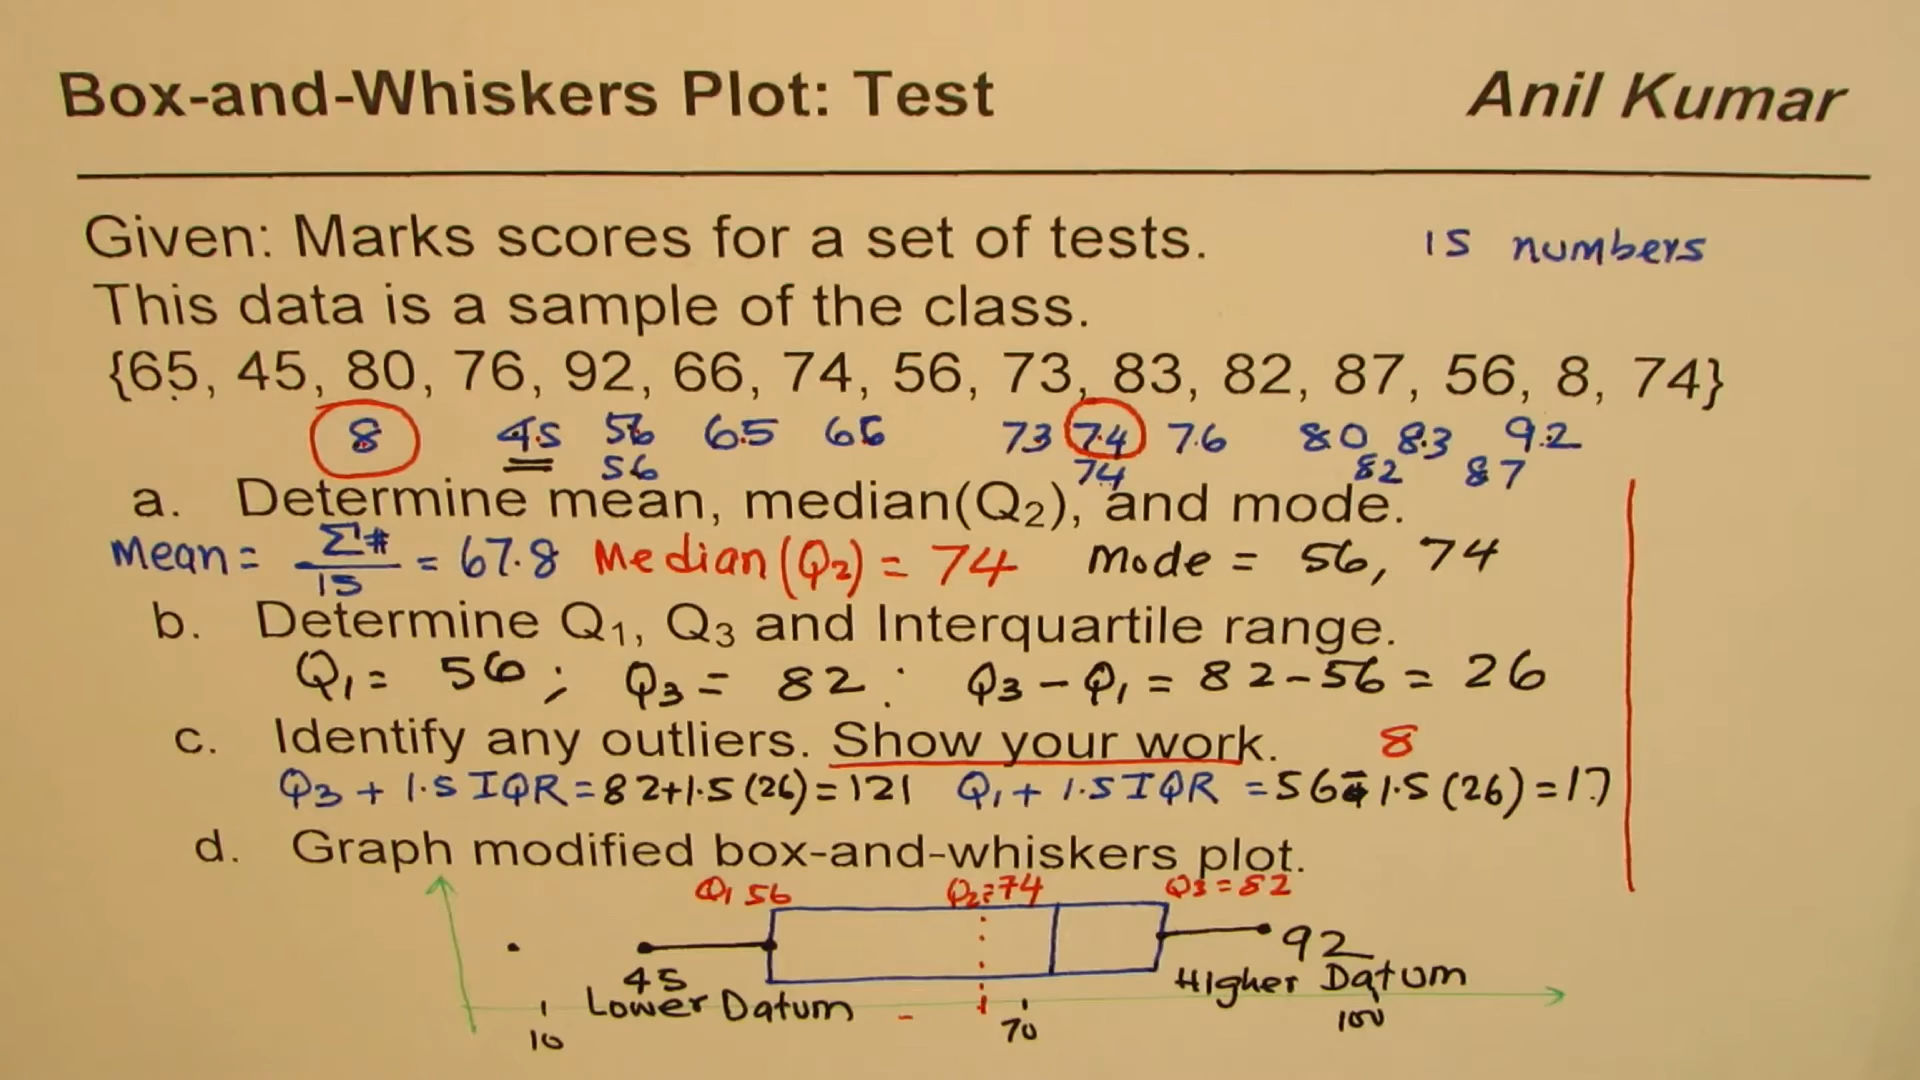 Box-and-Whiskers Plot: Test Anil Kumar
Given: Marks scores for a set of tests. 15 numbers
This data is a sample of the class.
{65, 45, 80, 76, 92, 66, 74, 56, 73, 83, 82, 87, 56, 8, 74}
8 45 56 65 66 73 74 76 80 83 92
56 74 82 87
a. Determine mean, median(Q₂), and mode.
Mean = Σ# / 15 = 67.8 Median (Q₂) = 74 Mode = 56, 74
b. Determine Q₁, Q₃ and Interquartile range.
Q₁ = 56 ; Q₃ = 82 : Q₃ - Q₁ = 82-56 = 26
c. Identify any outliers. Show your work. 8
Q₃ + 1.5 IQR = 82+1.5 (26) = 121 Q₁ + 1.5 IQR = 56 - 1.5 (26) = 17
d. Graph modified box-and-whiskers plot.
Q₁ 56 Q₂=74 Q₃ = 82
45 92
Lower Datum Higher Datum
10 70 100